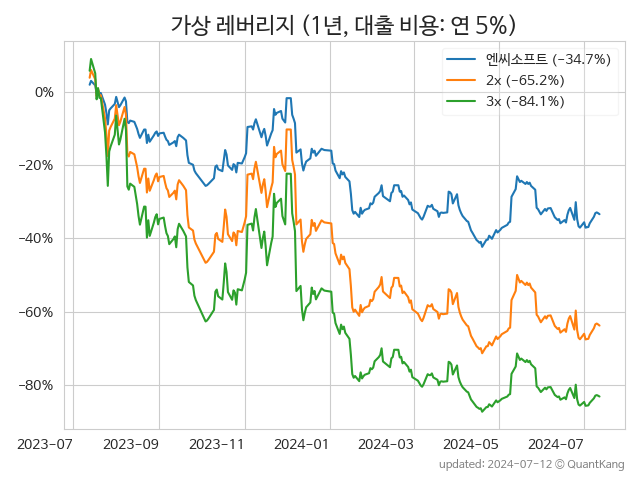 가상 레버리지 (1년, 대출 비용: 연 5%)
엔씨소프트 (−34.7%)
2x (−65.2%)
3x (−84.1%)
0%
−20%
−40%
−60%
−80%
2023-07 2023-09 2023-11 2024-01 2024-03 2024-05 2024-07
updated: 2024-07-12 © QuantKang